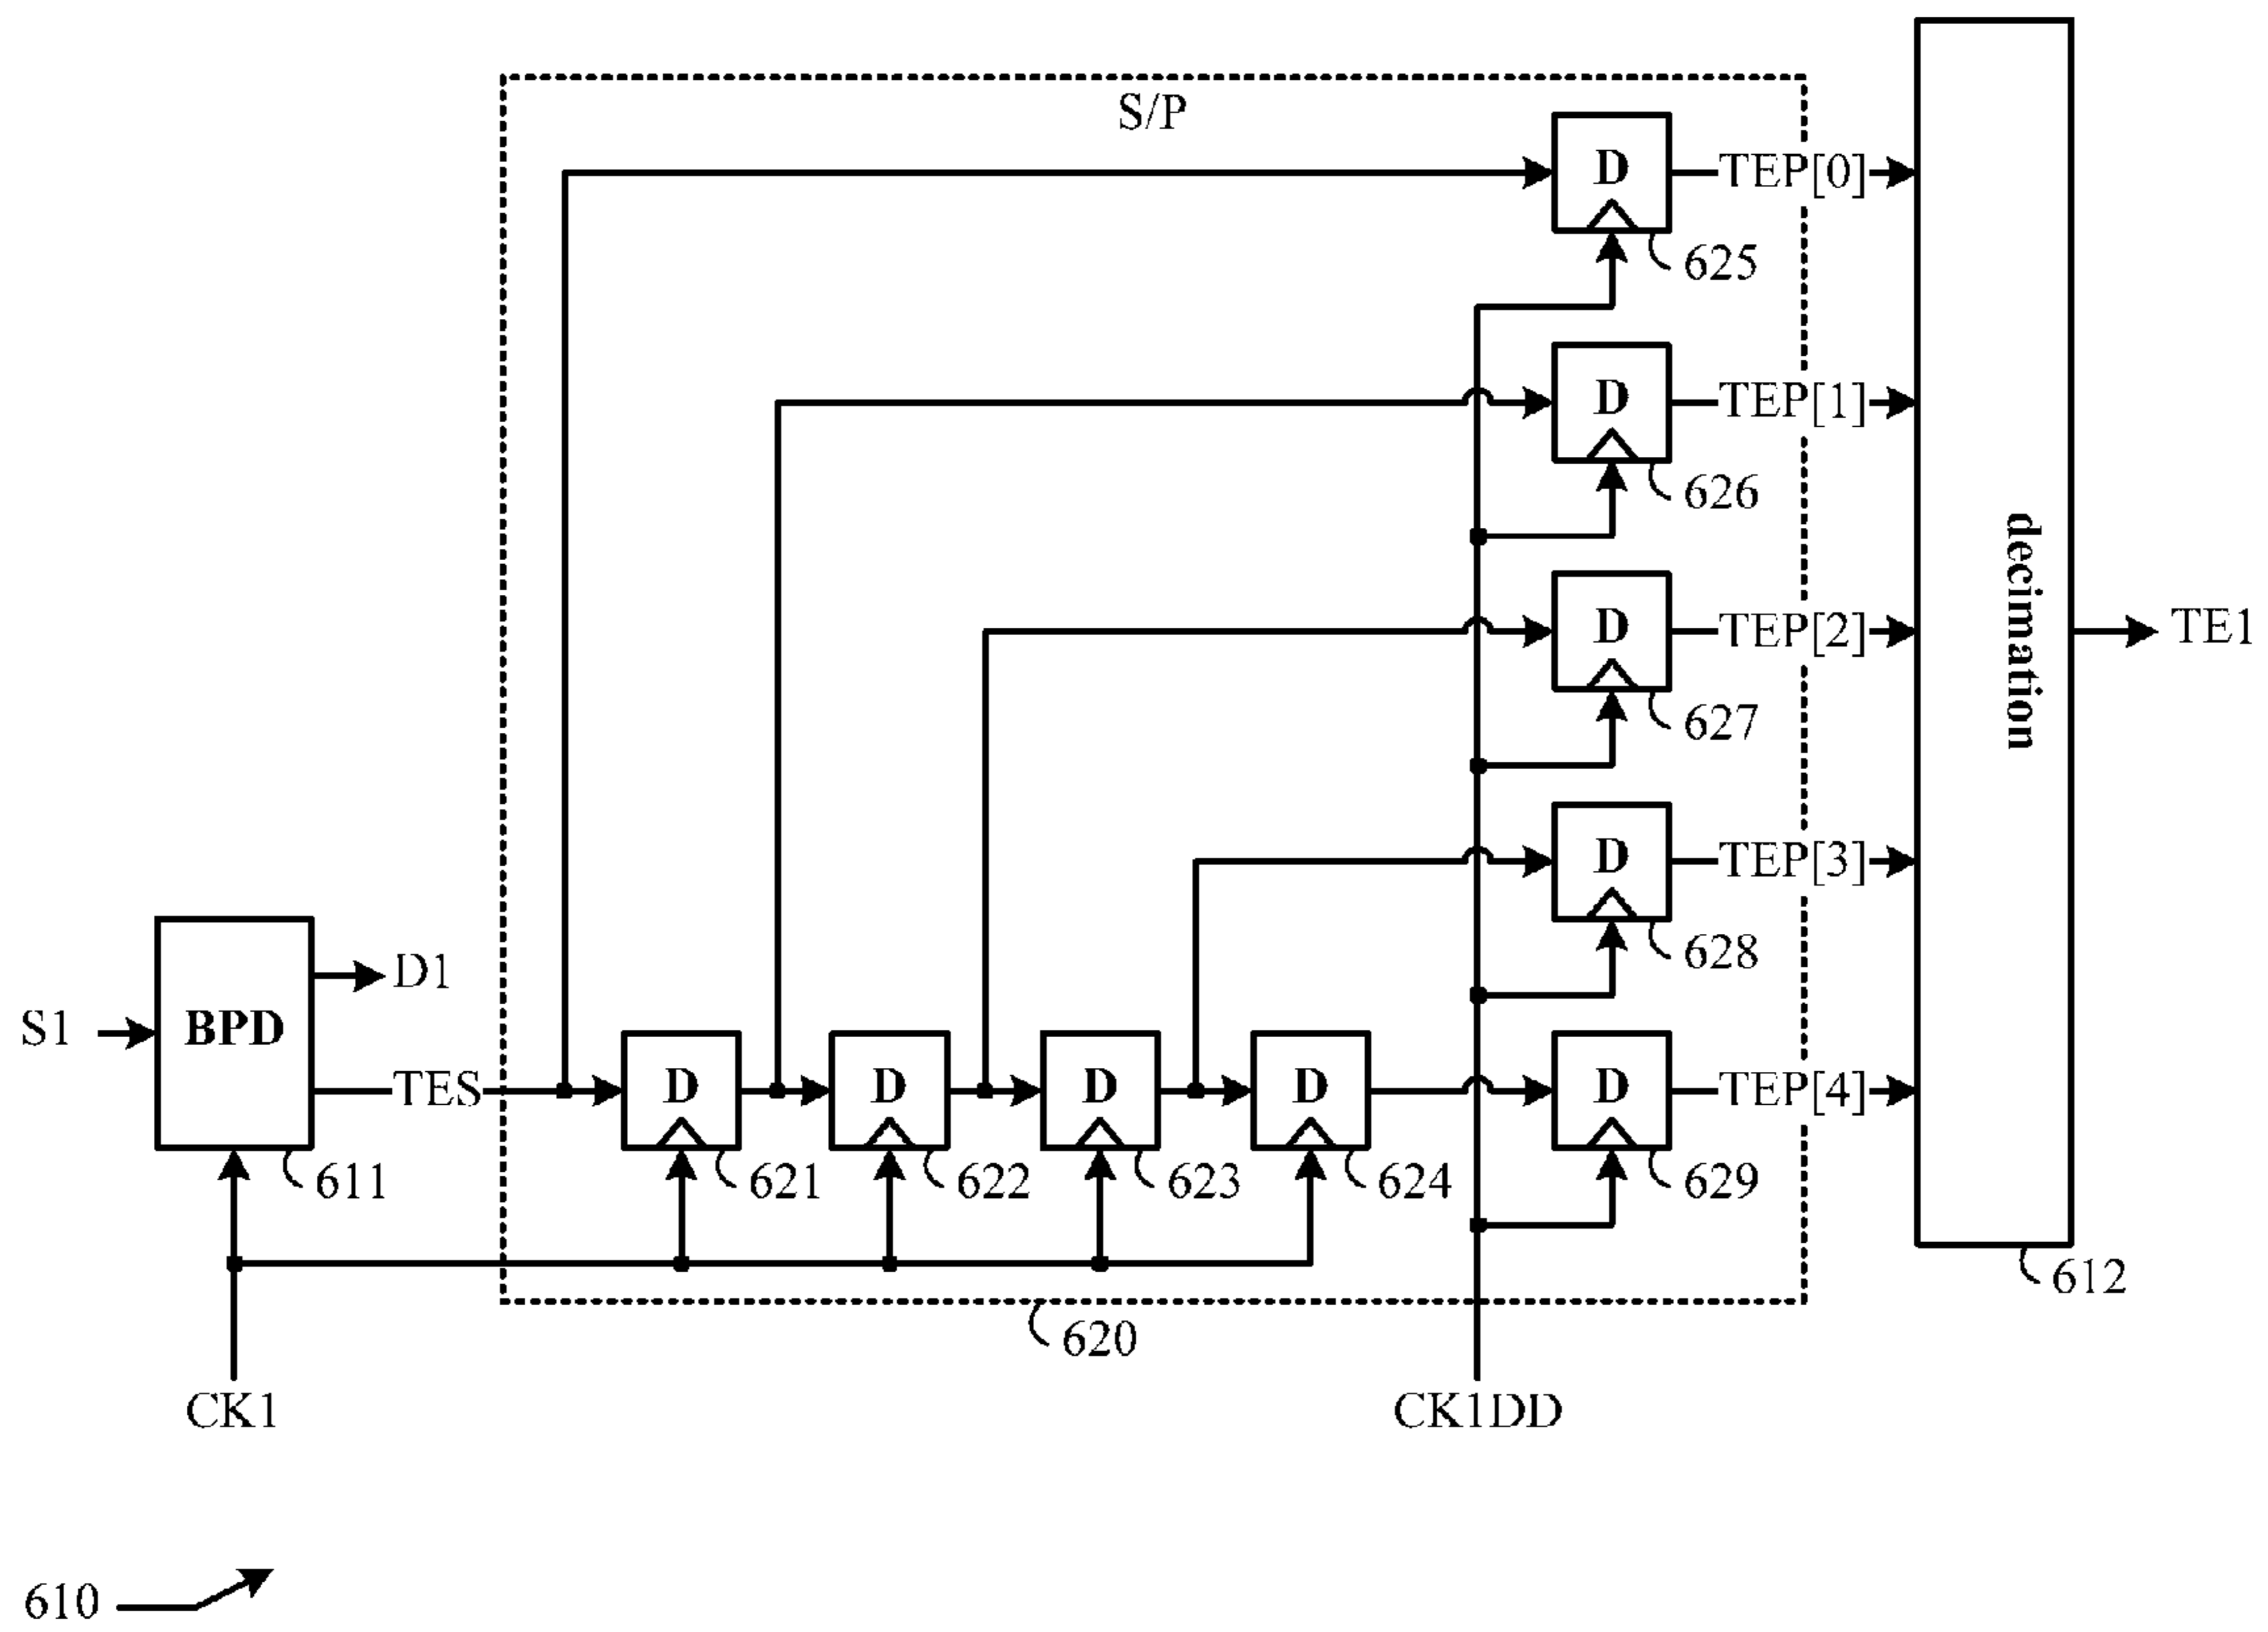 S/P
D
TEP[0]
625
D
TEP[1]
626
D
TEP[2]
627
decimation
TE1
D
TEP[3]
628
S1
BPD
D1
TES
611
D
621
D
622
D
623
D
624
D
TEP[4]
629
612
620
CK1
CK1DD
610